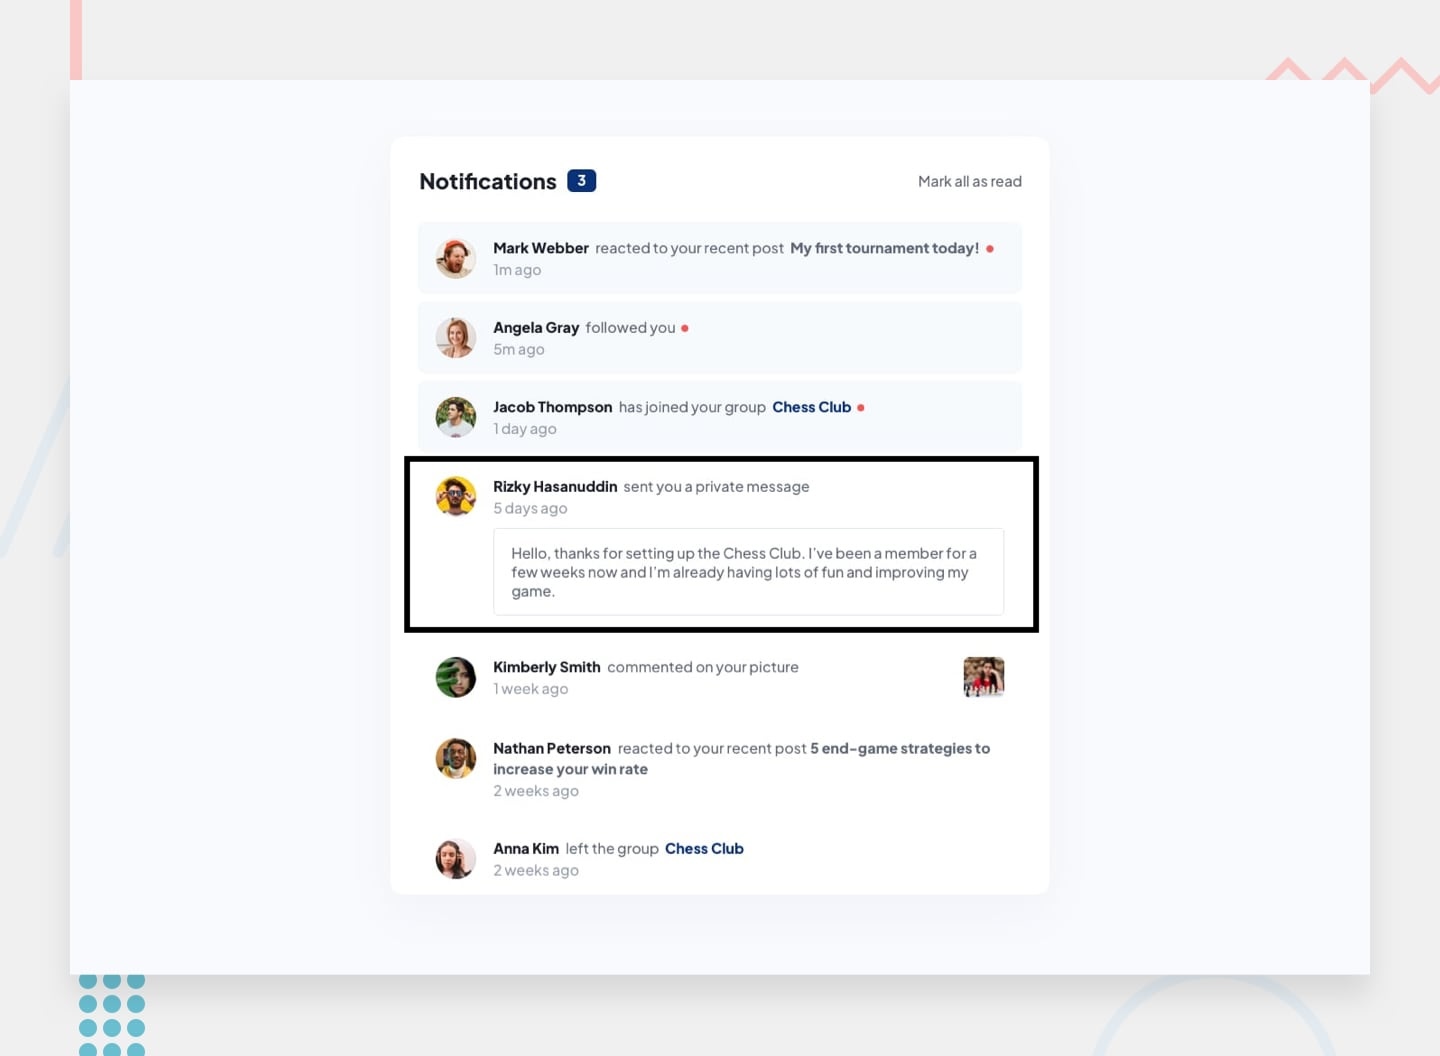 Notifications 3
Mark all as read
Mark Webber reacted to your recent post My first tournament today!
1m ago
Angela Gray followed you
5m ago
Jacob Thompson has joined your group Chess Club
1 day ago
Rizky Hasanuddin sent you a private message
5 days ago
Hello, thanks for setting up the Chess Club. I've been a member for a
few weeks now and I'm already having lots of fun and improving my
game.
Kimberly Smith commented on your picture
1 week ago
Nathan Peterson reacted to your recent post 5 end-game strategies to
increase your win rate
2 weeks ago
Anna Kim left the group Chess Club
2 weeks ago